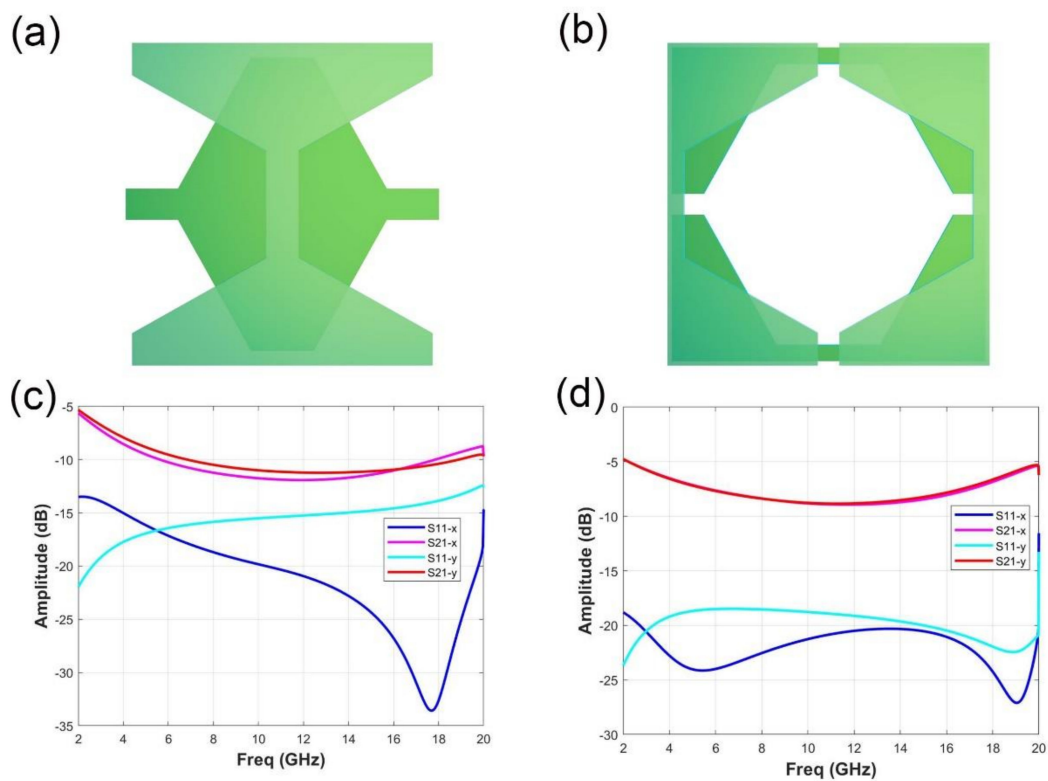 (a)
(b)
(c)
-5
-10
-15
-20
-25
-30
-35
Amplitude (dB)
S11-x
S21-x
S11-y
S21-y
2 4 6 8 10 12 14 16 18 20
Freq (GHz)
(d)
0
-5
-10
-15
-20
-25
-30
Amplitude (dB)
S11-x
S21-x
S11-y
S21-y
2 4 6 8 10 12 14 16 18 20
Freq (GHz)